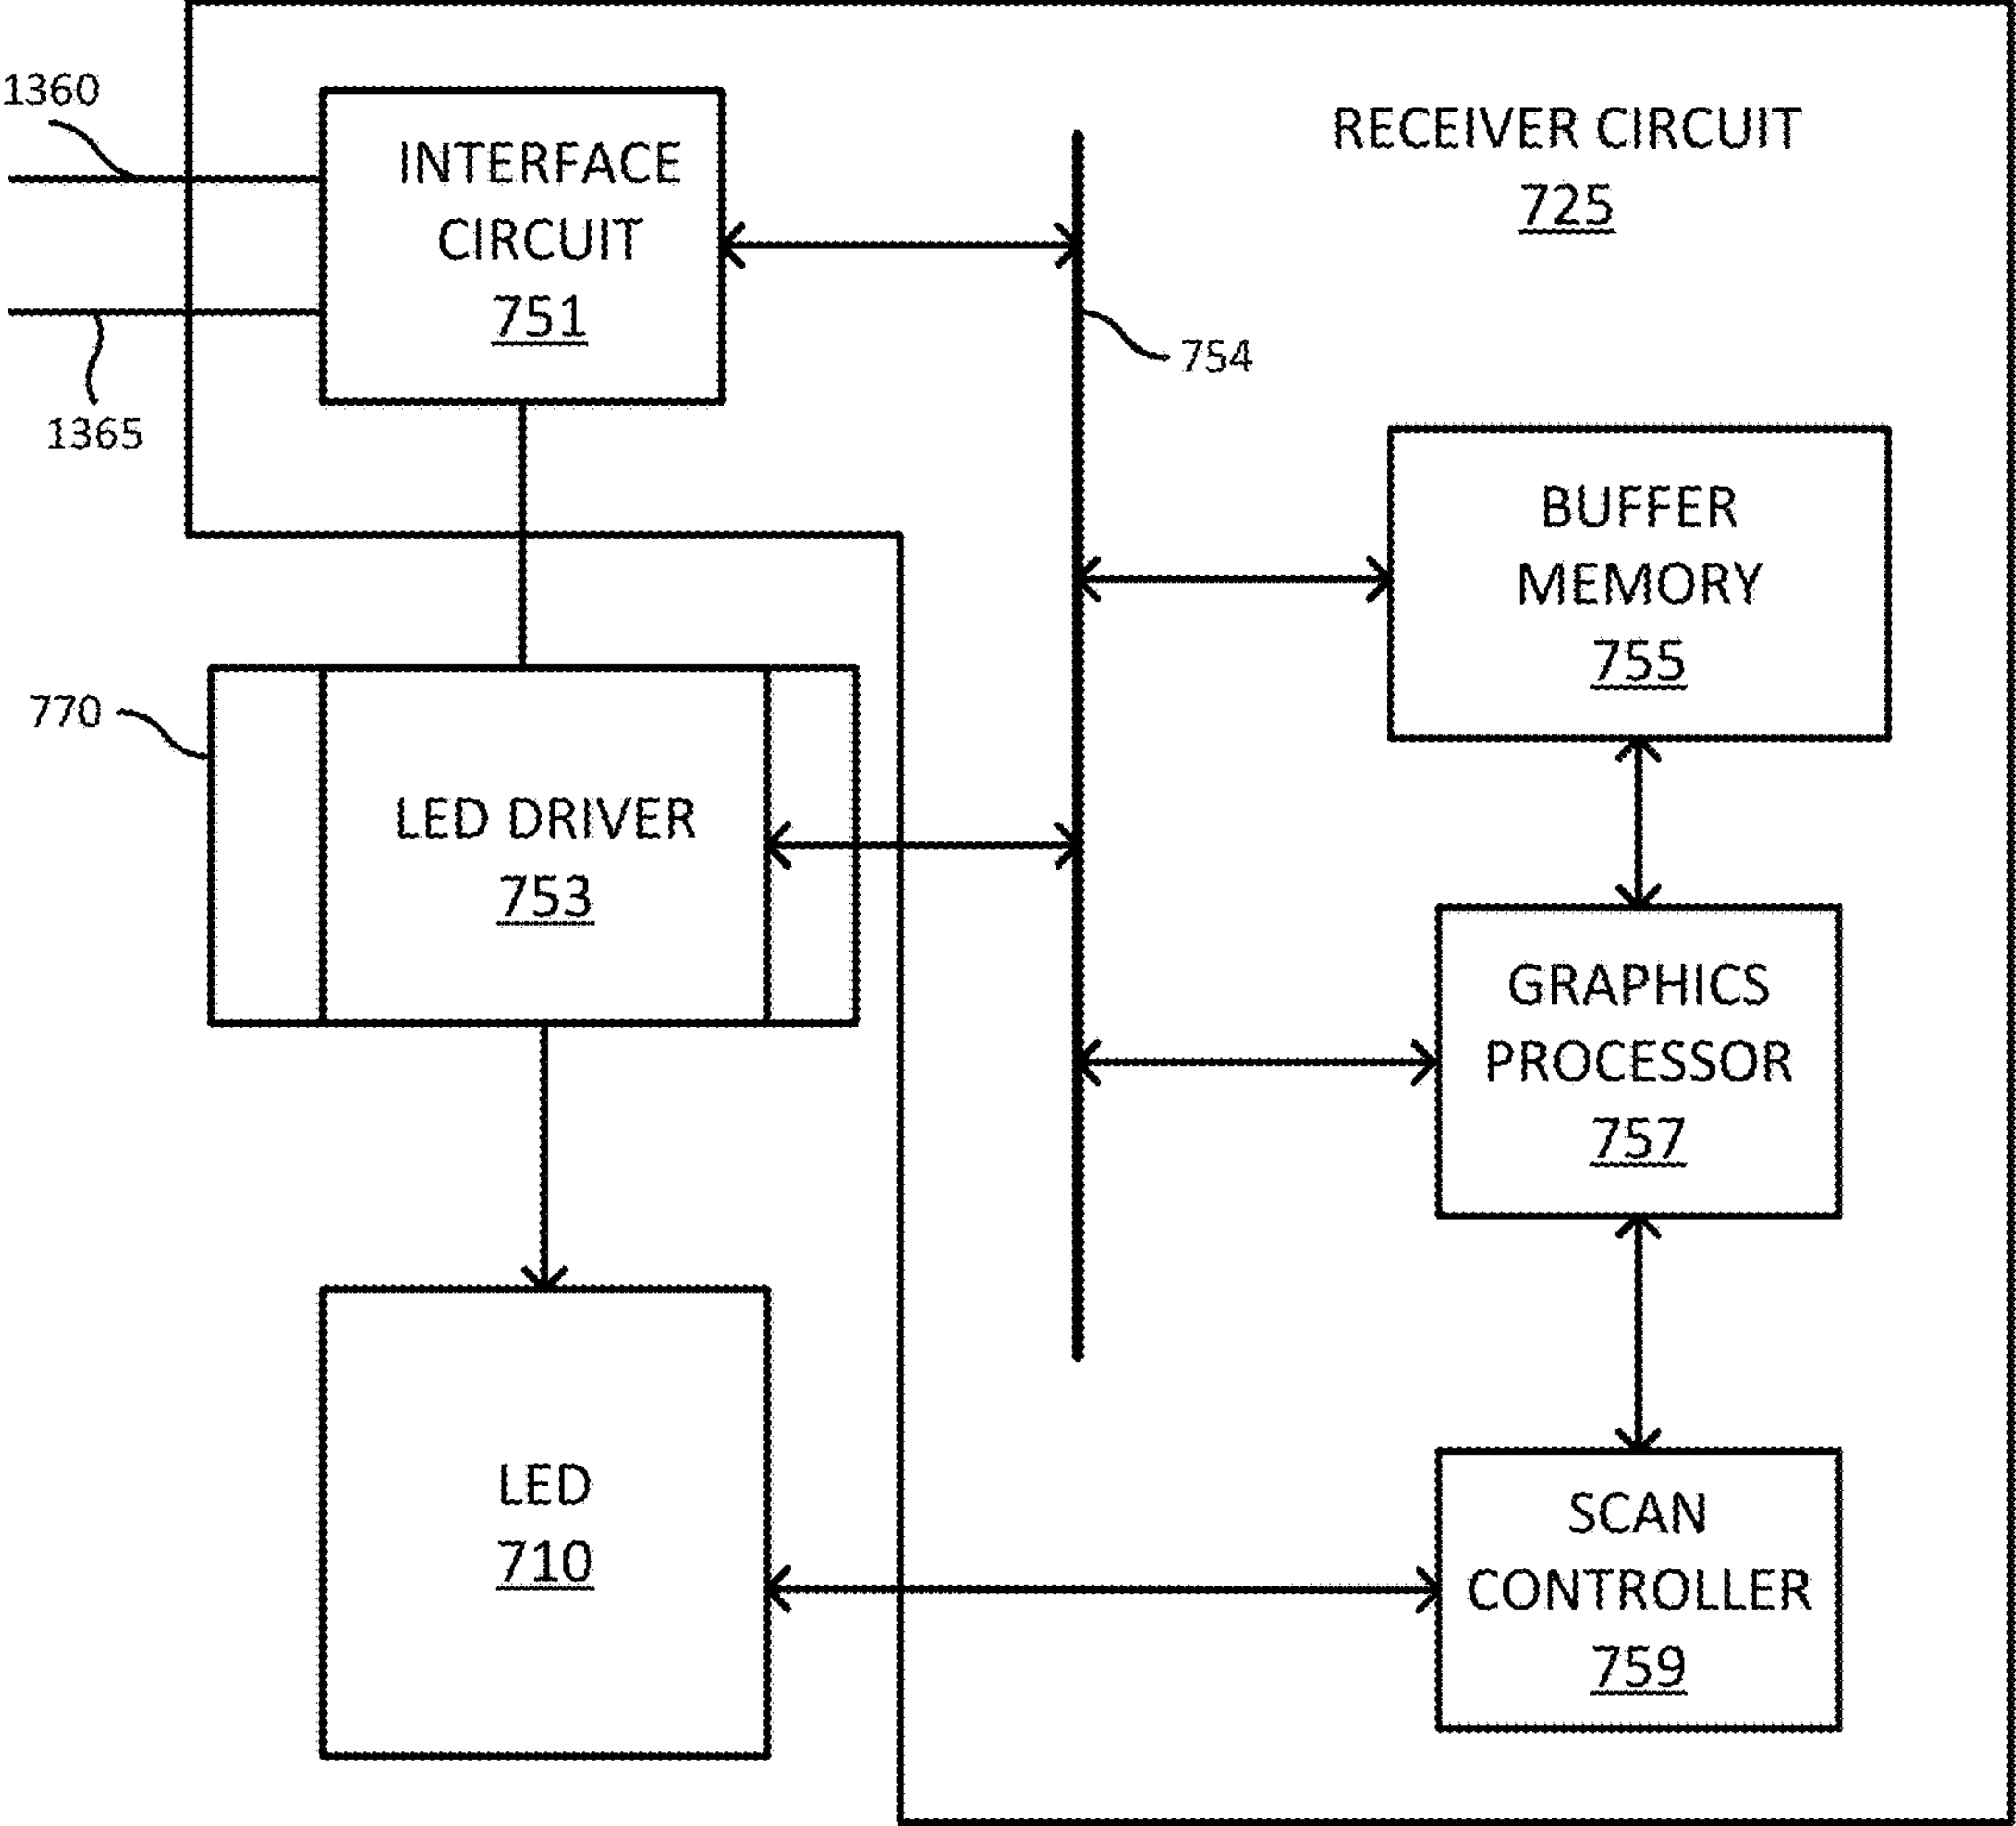 1360
INTERFACE
CIRCUIT
751
1365
RECEIVER CIRCUIT
725
754
BUFFER
MEMORY
755
770
LED DRIVER
753
GRAPHICS
PROCESSOR
757
LED
710
SCAN
CONTROLLER
759